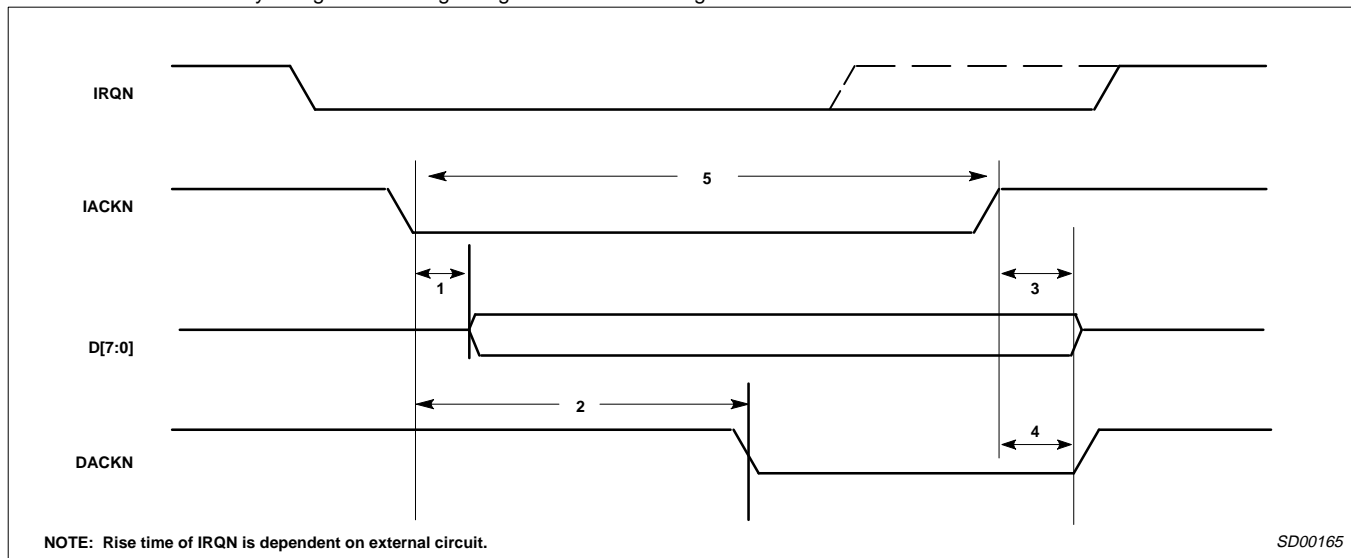 IRQN
5
IACKN
1
3
D[7:0]
2
4
DACKN
NOTE: Rise time of IRQN is dependent on external circuit.
SD00165